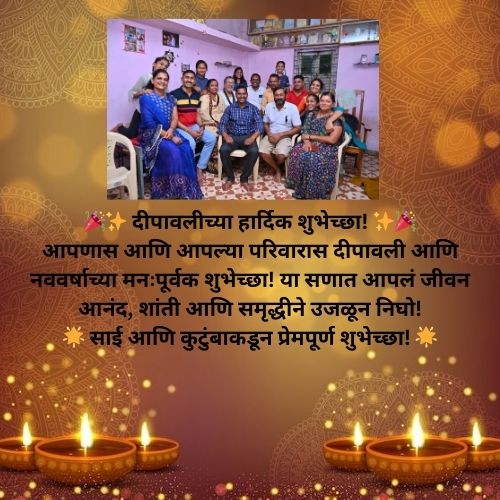 🎉✨ दीपावलीच्या हार्दिक शुभेच्छा! ✨🎉
आपणास आणि आपल्या परिवारास दीपावली आणि
नववर्षाच्या मनःपूर्वक शुभेच्छा! या सणात आपलं जीवन
आनंद, शांती आणि समृद्धीने उजळून निघो!
🌟 साई आणि कुटुंबाकडून प्रेमपूर्ण शुभेच्छा! 🌟